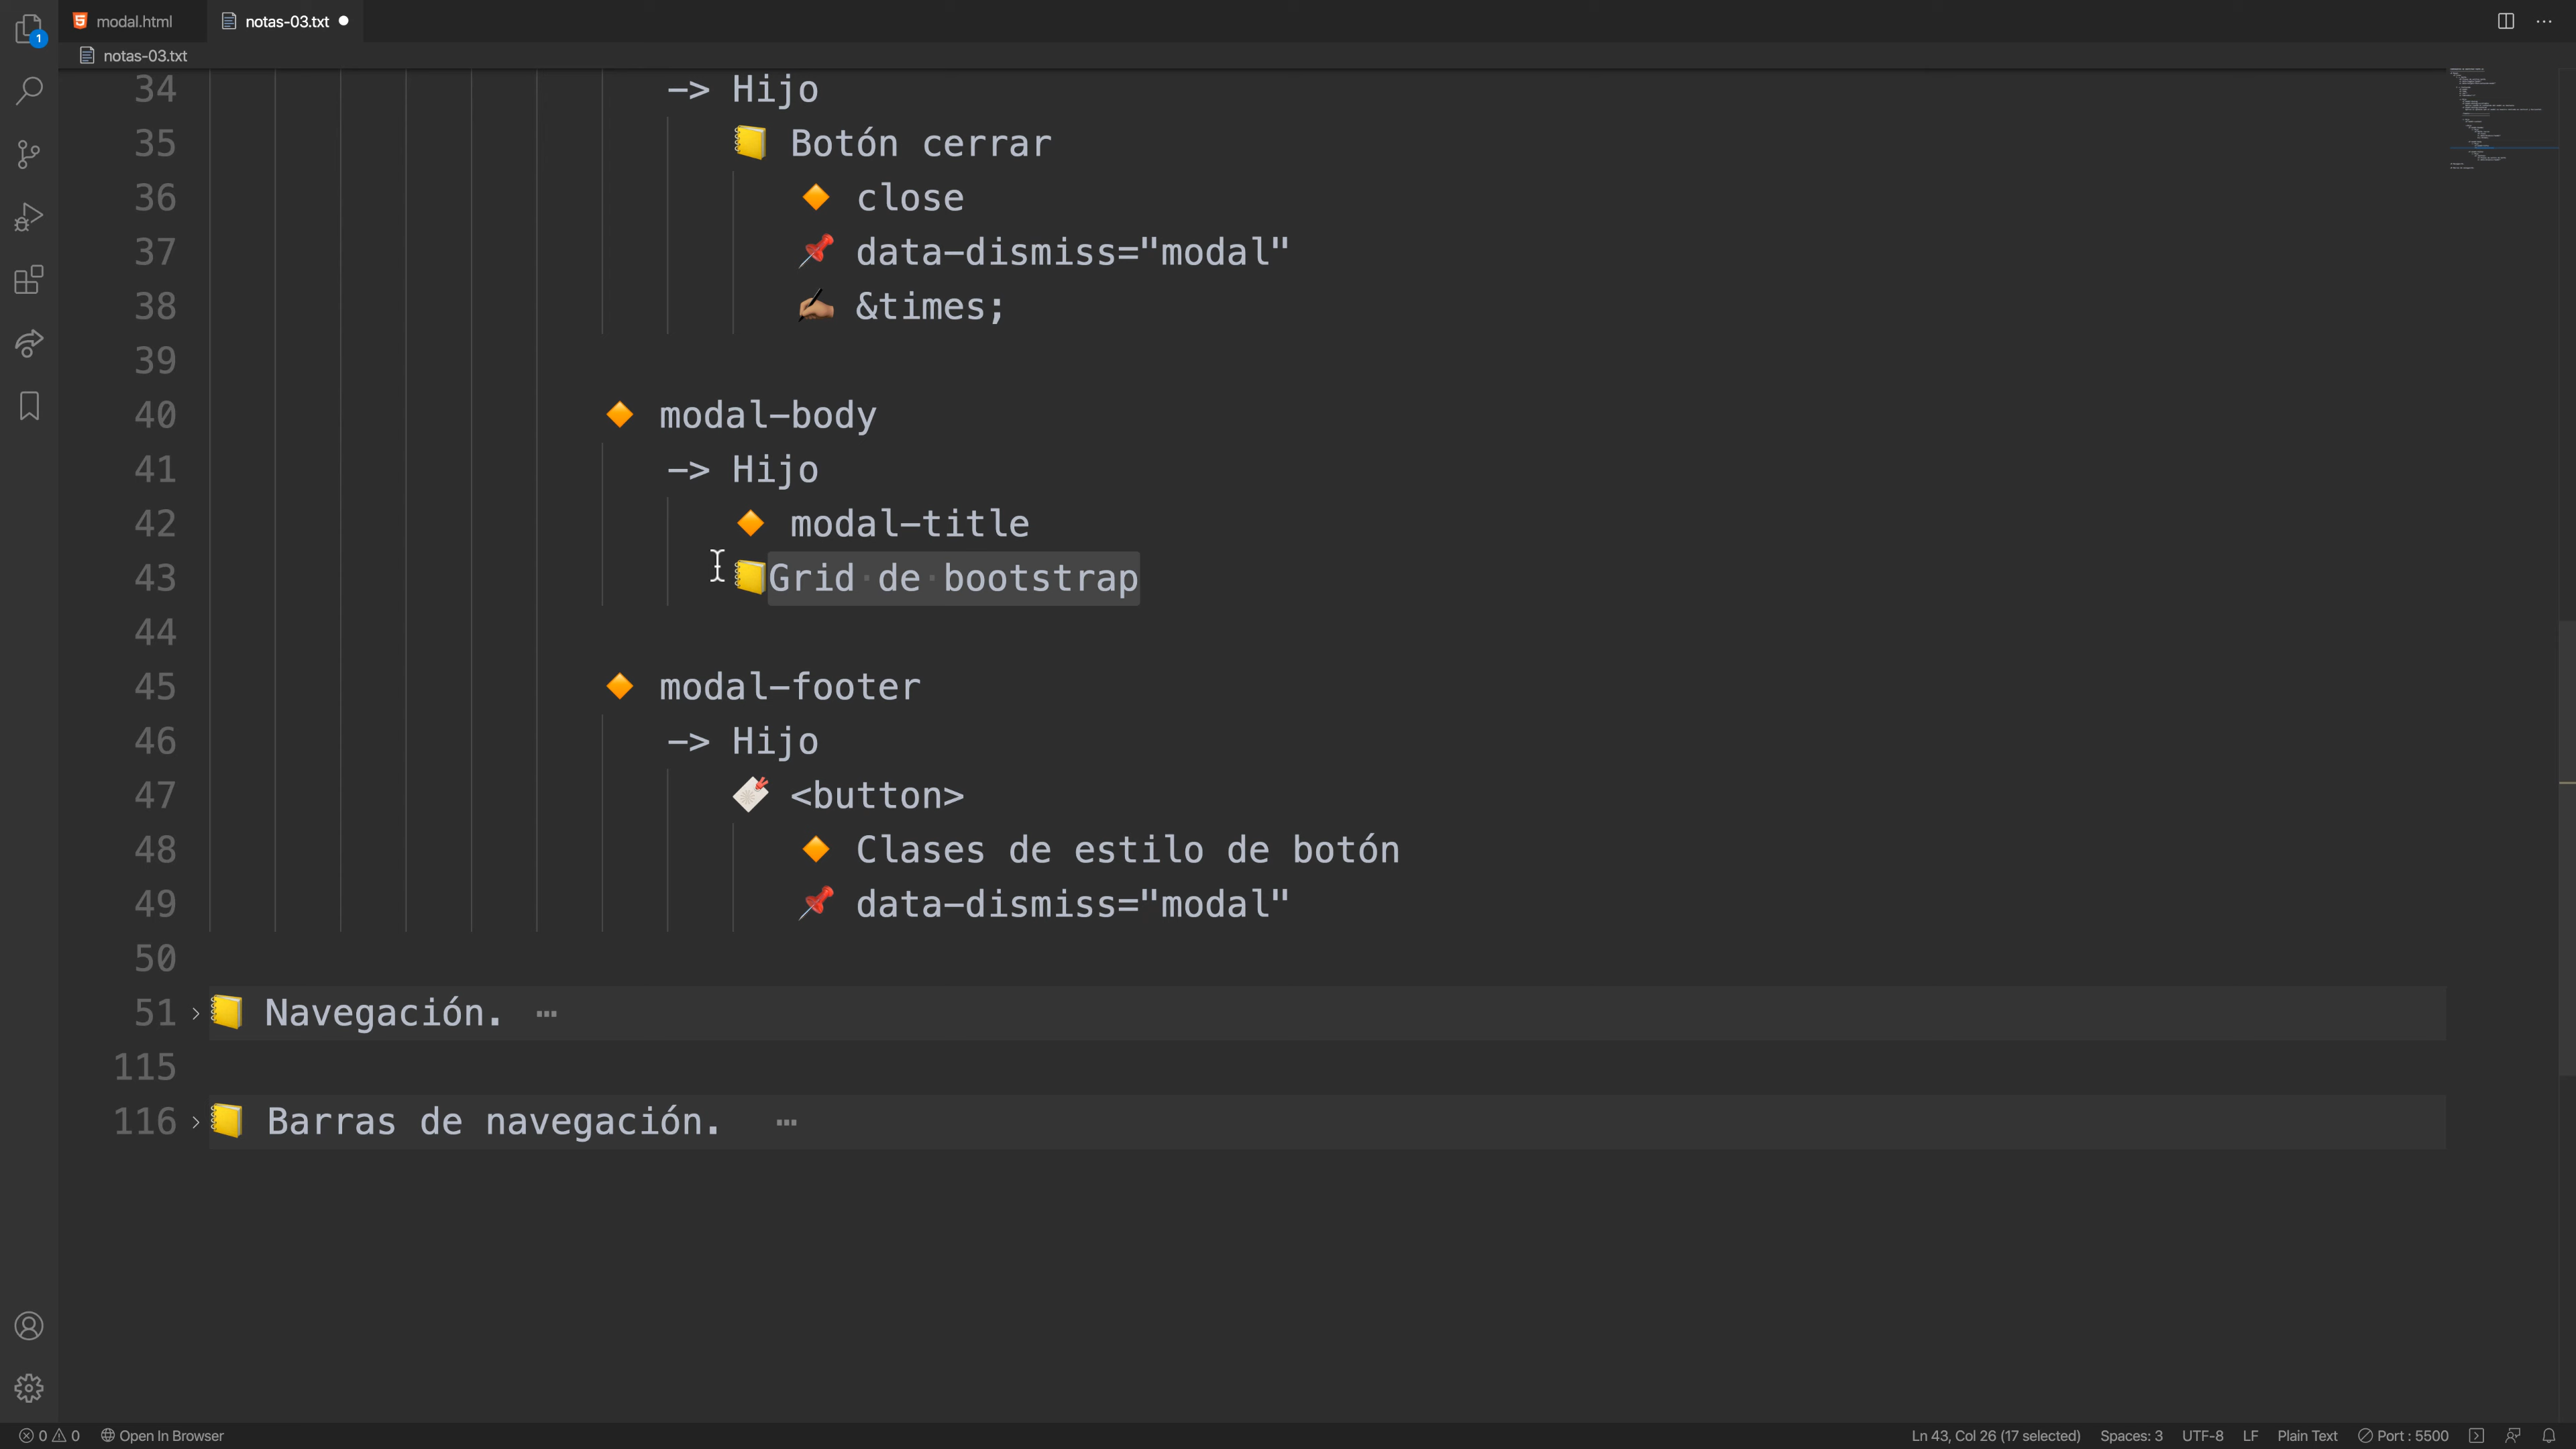 1
modal.html
notas-03.txt
notas-03.txt
34 -> Hijo
35 Botón cerrar
36 close
37 data-dismiss="modal"
38 &times;
39
40 modal-body
41 -> Hijo
42 modal-title
43 Grid de bootstrap
44
45 modal-footer
46 -> Hijo
47 <button>
48 Clases de estilo de botón
49 data-dismiss="modal"
50
51 Navegación. …
115
116 Barras de navegación. …
0 0 Open In Browser Ln 43, Col 26 (17 selected) Spaces: 3 UTF-8 LF Plain Text Port : 5500